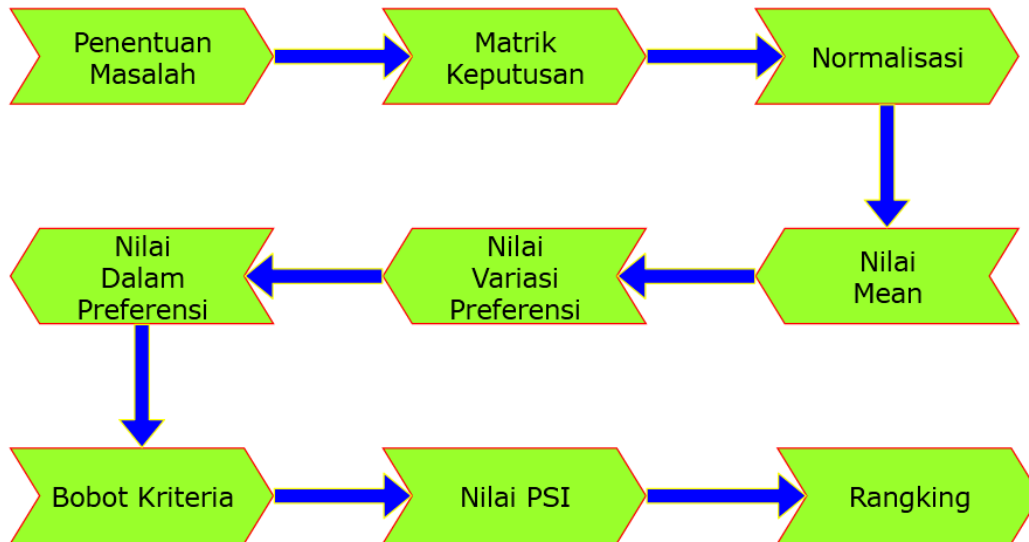 Penentuan
Masalah
Matrik
Keputusan
Normalisasi
Nilai
Mean
Nilai
Variasi
Preferensi
Nilai
Dalam
Preferensi
Bobot Kriteria
Nilai PSI
Rangking